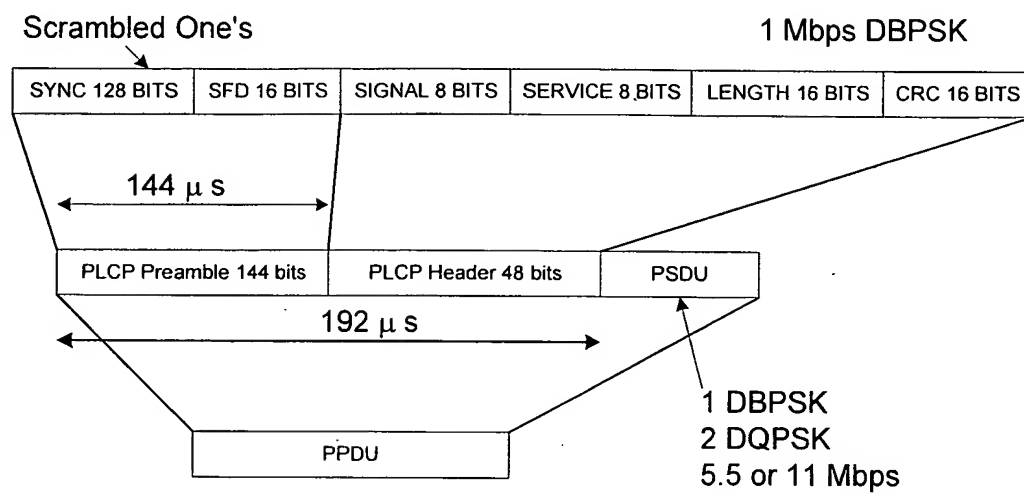 Scrambled One's
1 Mbps DBPSK
SYNC 128 BITS SFD 16 BITS SIGNAL 8 BITS SERVICE 8 BITS LENGTH 16 BITS CRC 16 BITS
144 μ s
PLCP Preamble 144 bits PLCP Header 48 bits PSDU
192 μ s
1 DBPSK
2 DQPSK
5.5 or 11 Mbps
PPDU